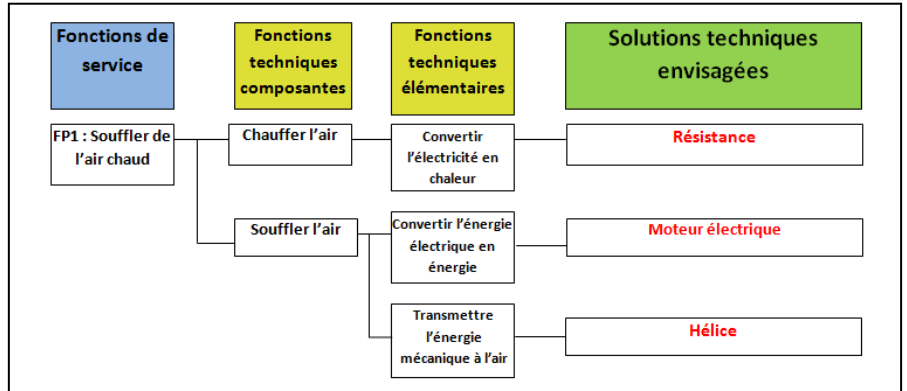 Fonctions de
service
Fonctions
techniques
composantes
Fonctions
techniques
élémentaires
Solutions techniques
envisagées
FP1 : Souffler de
l’air chaud
Chauffer l’air
Convertir
l’électricité en
chaleur
Résistance
Souffler l’air
Convertir l’énergie
électrique en
énergie
Moteur électrique
Transmettre
l’énergie
mécanique à l’air
Hélice